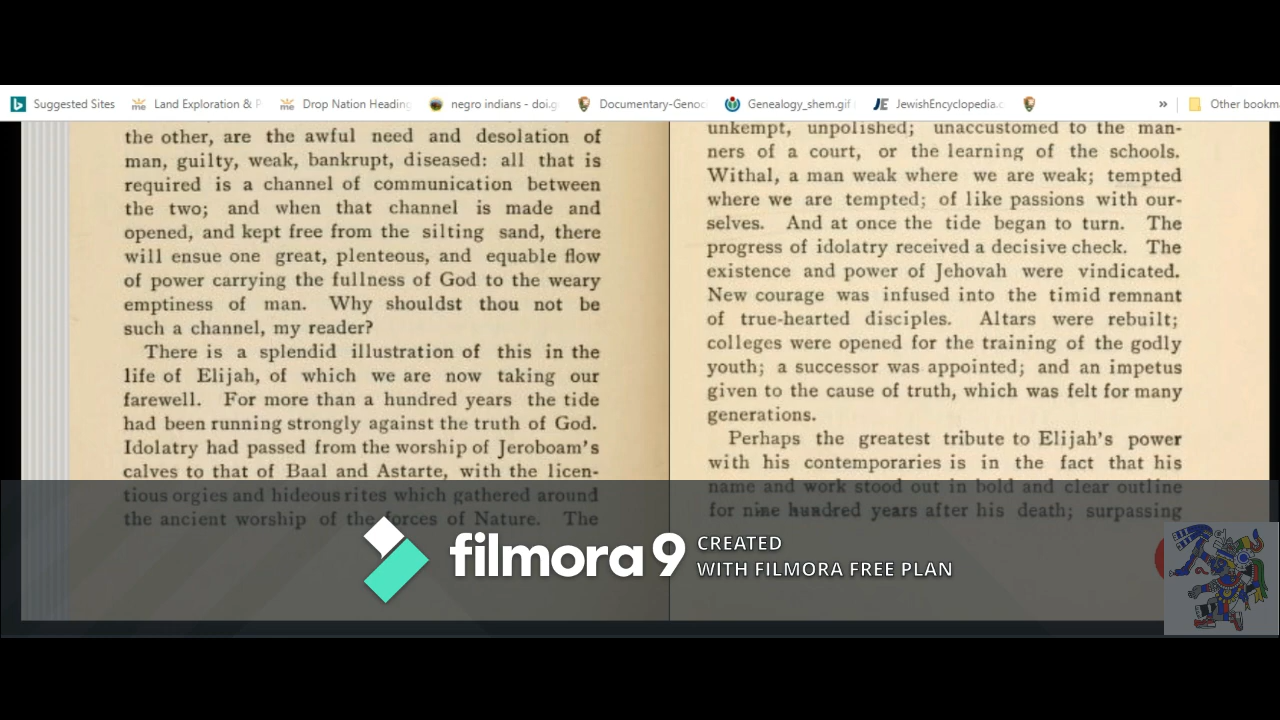 Suggested Sites
Land Exploration &
Drop Nation Heading
negro indians - doi.g
Documentary-Genoc
Genealogy_shem.gif
JewishEncyclopedia.c
»
Other bookm
the other, are the awful need and desolation of
man, guilty, weak, bankrupt, diseased: all that is
required is a channel of communication between
the two; and when that channel is made and
opened, and kept free from the silting sand, there
will ensue one great, plenteous, and equable flow
of power carrying the fullness of God to the weary
emptiness of man. Why shouldst thou not be
such a channel, my reader?
There is a splendid illustration of this in the
life of Elijah, of which we are now taking our
farewell. For more than a hundred years the tide
had been running strongly against the truth of God.
Idolatry had passed from the worship of Jeroboam's
calves to that of Baal and Astarte, with the licen-
tious orgies and hideous rites which gathered around
the ancient worship of the forces of Nature. The
unkempt, unpolished; unaccustomed to the man-
ners of a court, or the learning of the schools.
Withal, a man weak where we are weak; tempted
where we are tempted; of like passions with our-
selves. And at once the tide began to turn. The
progress of idolatry received a decisive check. The
existence and power of Jehovah were vindicated.
New courage was infused into the timid remnant
of true-hearted disciples. Altars were rebuilt;
colleges were opened for the training of the godly
youth; a successor was appointed; and an impetus
given to the cause of truth, which was felt for many
generations.
Perhaps the greatest tribute to Elijah's power
with his contemporaries is in the fact that his
name and work stood out in bold and clear outline
for nine hundred years after his death; surpassing
filmora 9
CREATED
WITH FILMORA FREE PLAN